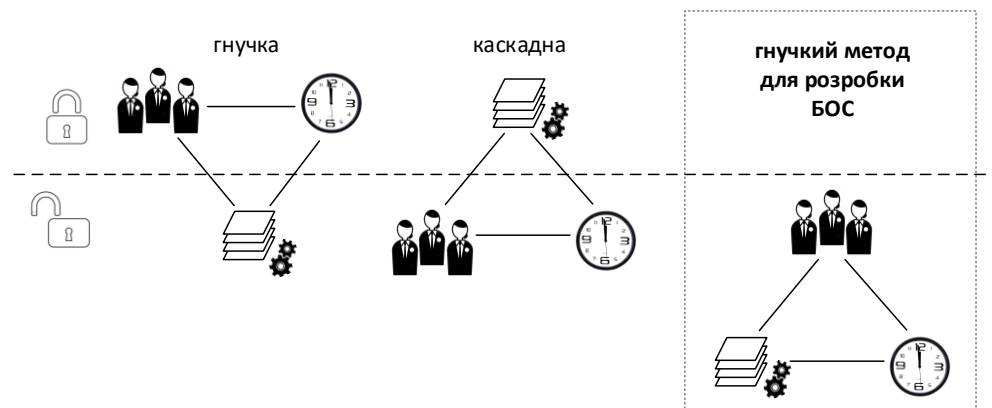 гнучка
каскадна
гнучкий метод
для розробки
БОС